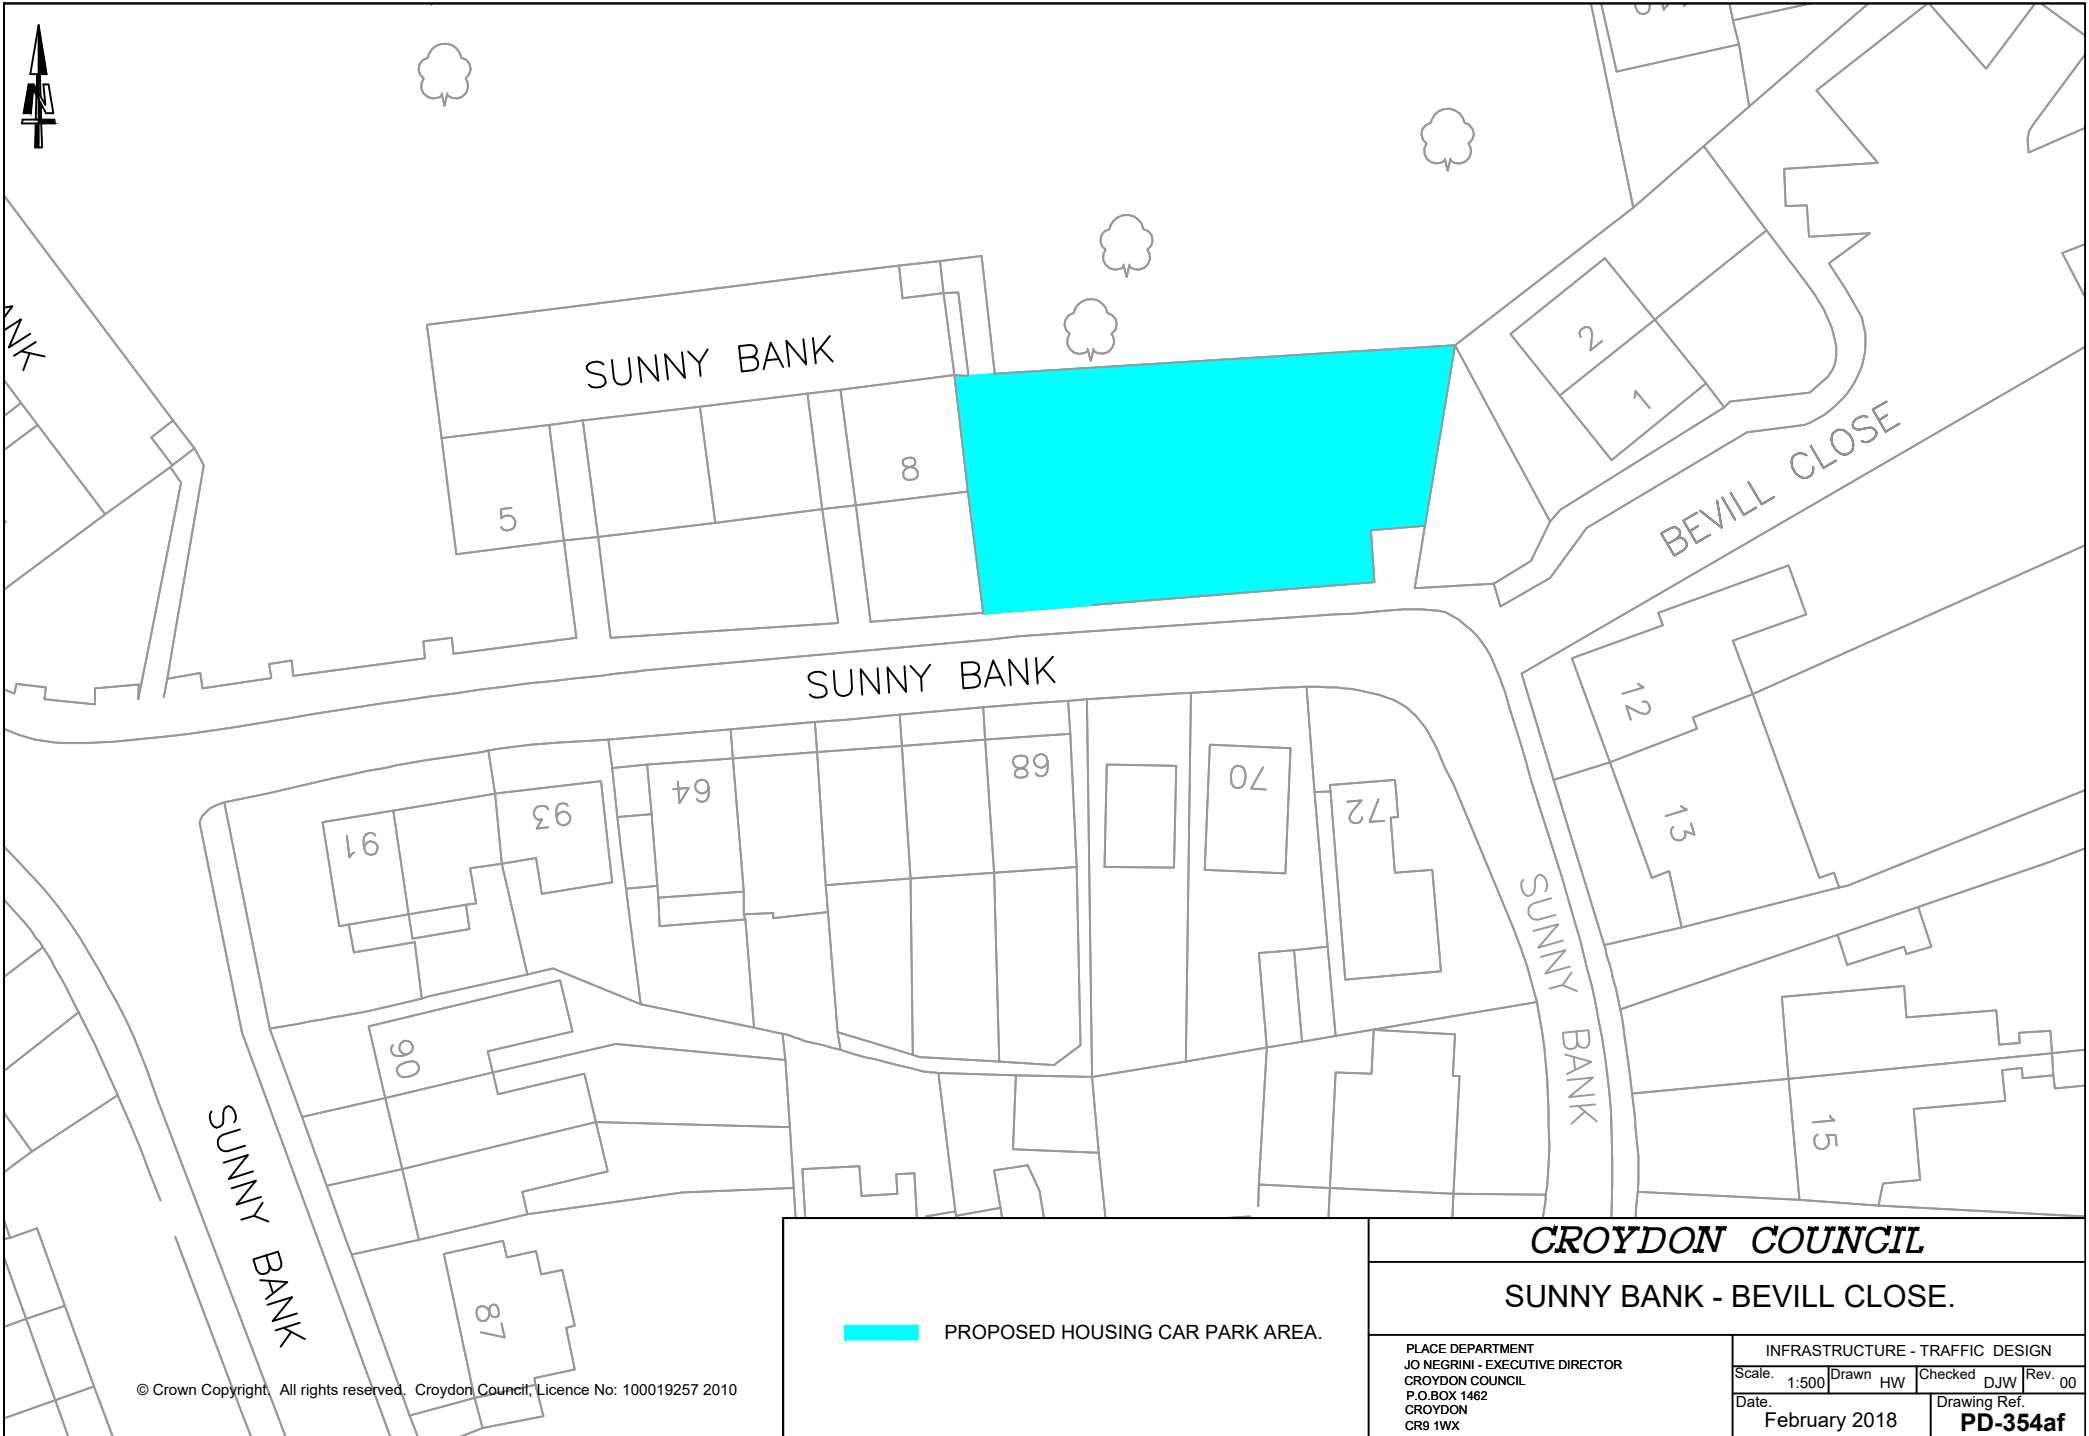 N
SUNNY BANK
2
1
8
5
BEVILL CLOSE
SUNNY BANK
12
68
70
64
72
93
91
13
SUNNY BANK
90
15
SUNNY BANK
87
CROYDON COUNCIL
SUNNY BANK - BEVILL CLOSE.
PROPOSED HOUSING CAR PARK AREA.
PLACE DEPARTMENT
JO NEGRINI - EXECUTIVE DIRECTOR
CROYDON COUNCIL
P.O.BOX 1462
CROYDON
CR9 1WX
INFRASTRUCTURE - TRAFFIC DESIGN
Scale. 1:500 Drawn HW Checked DJW Rev. 00
Date. February 2018
Drawing Ref. PD-354af
© Crown Copyright. All rights reserved. Croydon Council, Licence No: 100019257 2010